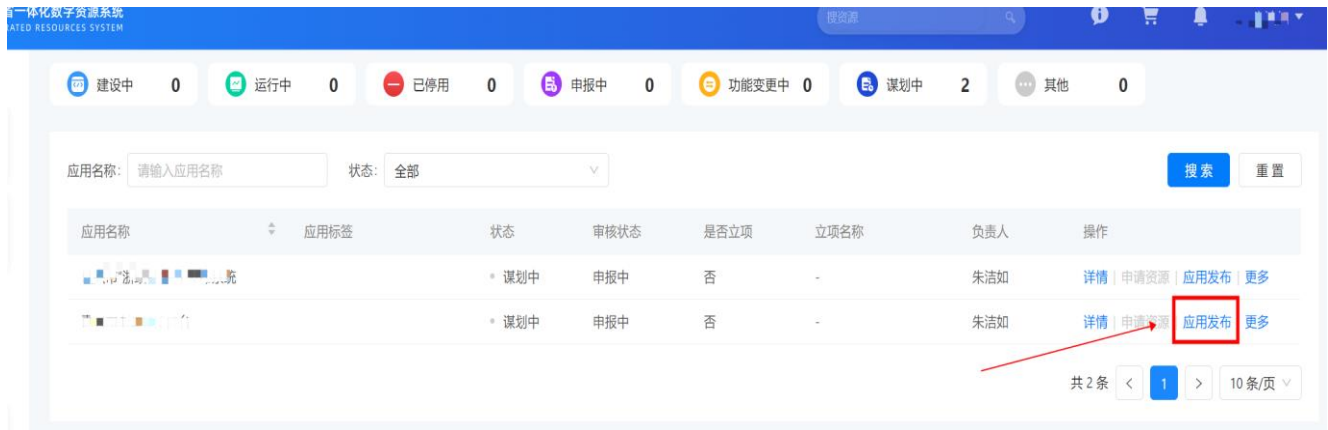 一体化数字资源系统
ATED RESOURCES SYSTEM
搜资源
建设中 0 运行中 0 已停用 0 申报中 0 功能变更中 0 谋划中 2 其他 0
应用名称: 请输入应用名称 状态: 全部 搜索 重置
应用名称 应用标签 状态 审核状态 是否立项 立项名称 负责人 操作
谋划中 申报中 否 - 朱洁如 详情 申请资源 应用发布 更多
谋划中 申报中 否 - 朱洁如 详情 申请资源 应用发布 更多
共 2 条 < 1 > 10 条/页